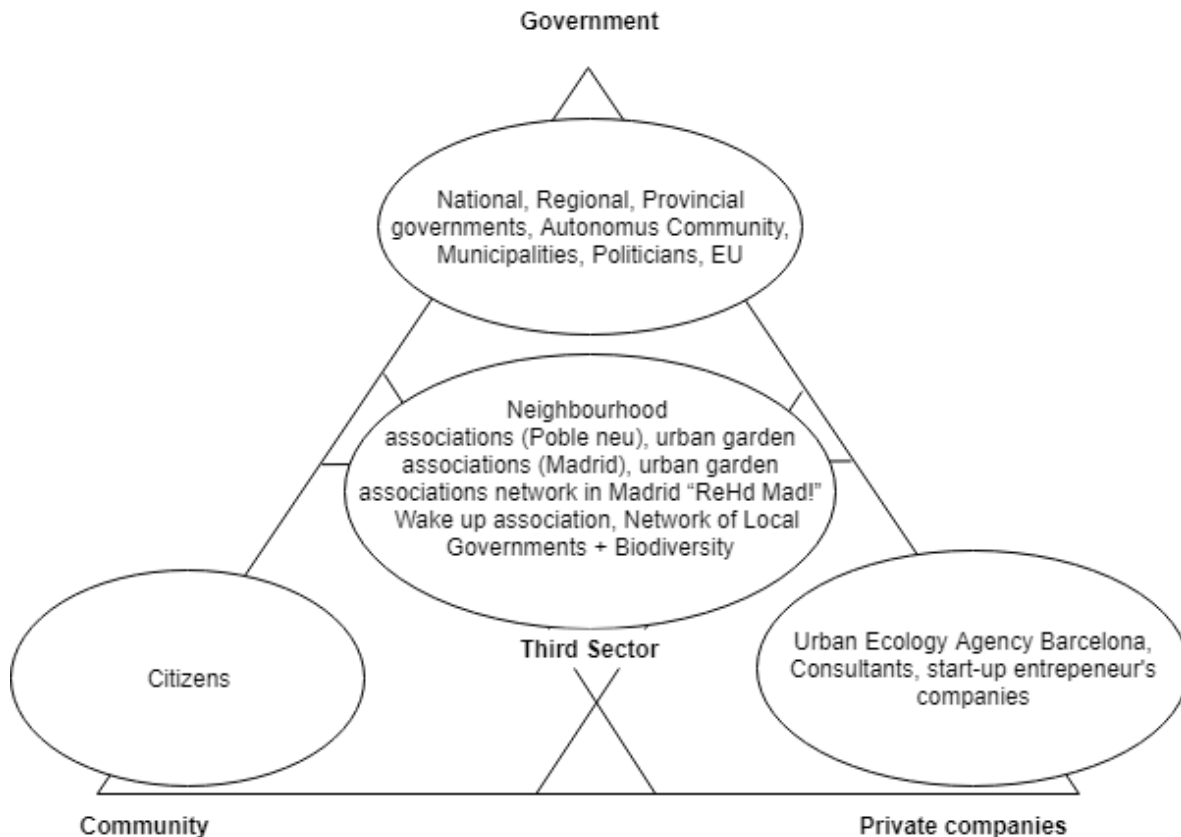 Government
National, Regional, Provincial
governments, Autonomus Community,
Municipalities, Politicians, EU
Neighbourhood
associations (Poble neu), urban garden
associations (Madrid), urban garden
associations network in Madrid “ReHd Mad!”
Wake up association, Network of Local
Governments + Biodiversity
Third Sector
Citizens
Urban Ecology Agency Barcelona,
Consultants, start-up entrepeneur's
companies
Community
Private companies